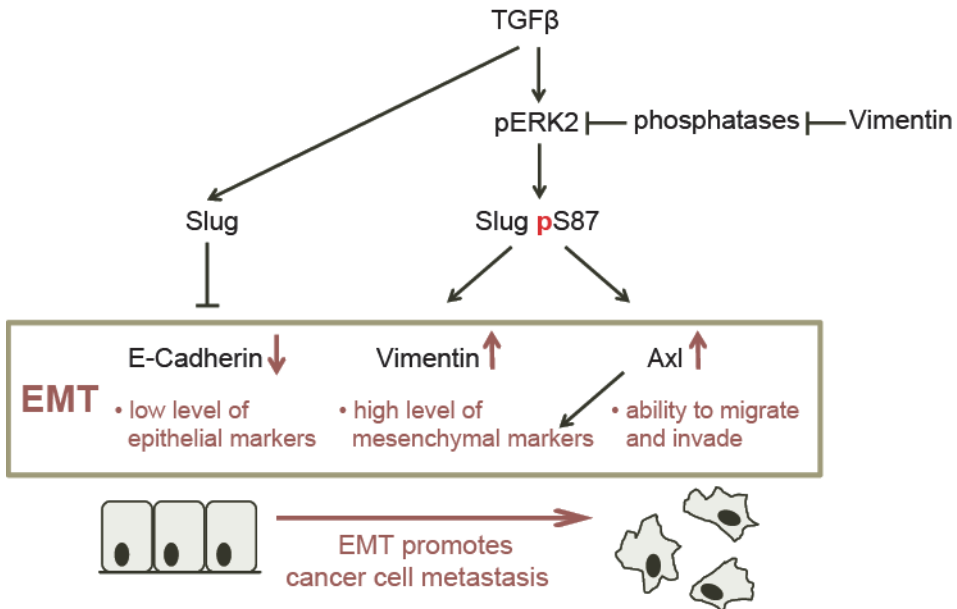 TGFβ
pERK2
phosphatases
Vimentin
Slug
Slug pS87
E-Cadherin
Vimentin
Axl
EMT
• low level of
epithelial markers
• high level of
mesenchymal markers
• ability to migrate
and invade
EMT promotes
cancer cell metastasis